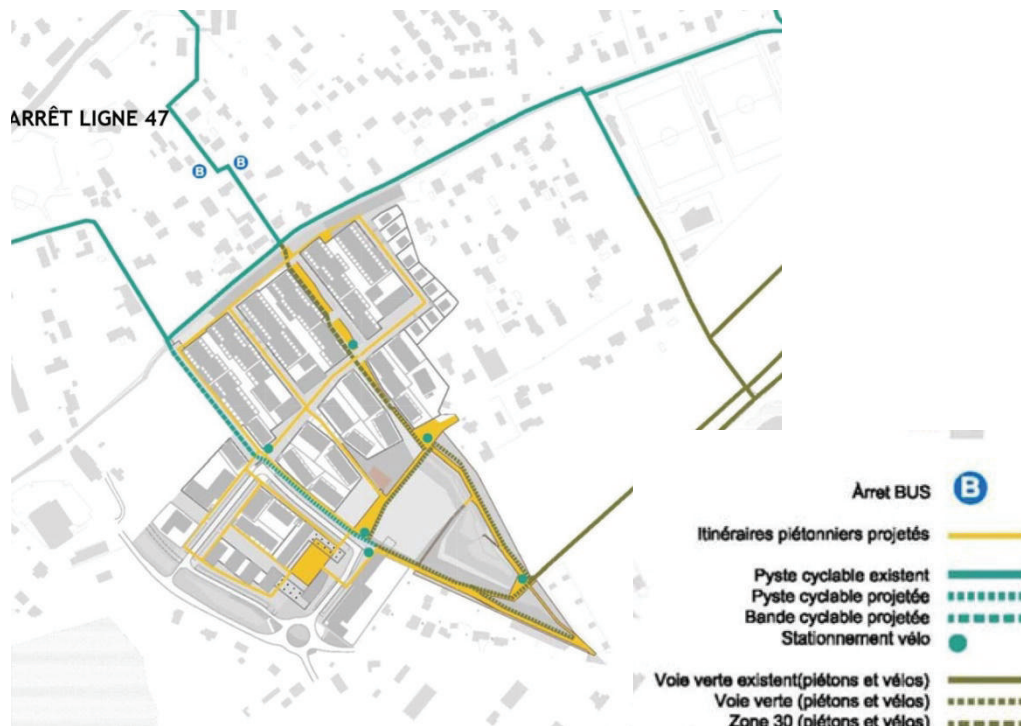 ARRÊT LIGNE 47
B
B
Àrret BUS B
Itinéraires piétonniers projetés
Pyste cyclable existent
Pyste cyclable projetée
Bande cyclable projetée
Stationnement vélo
Voie verte existent(piétons et vélos)
Voie verte (piétons et vélos)
Zone 30 (piétons et vélos)